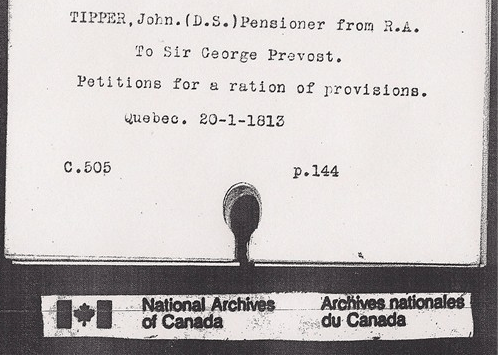 TIPPER,John.(D.S.)Pensioner from R.A.
To Sir George Prevost.
Petitions for a ration of provisions.
Quebec. 20-1-1813
C.505 p.144
National Archives Archives nationales
of Canada du Canada